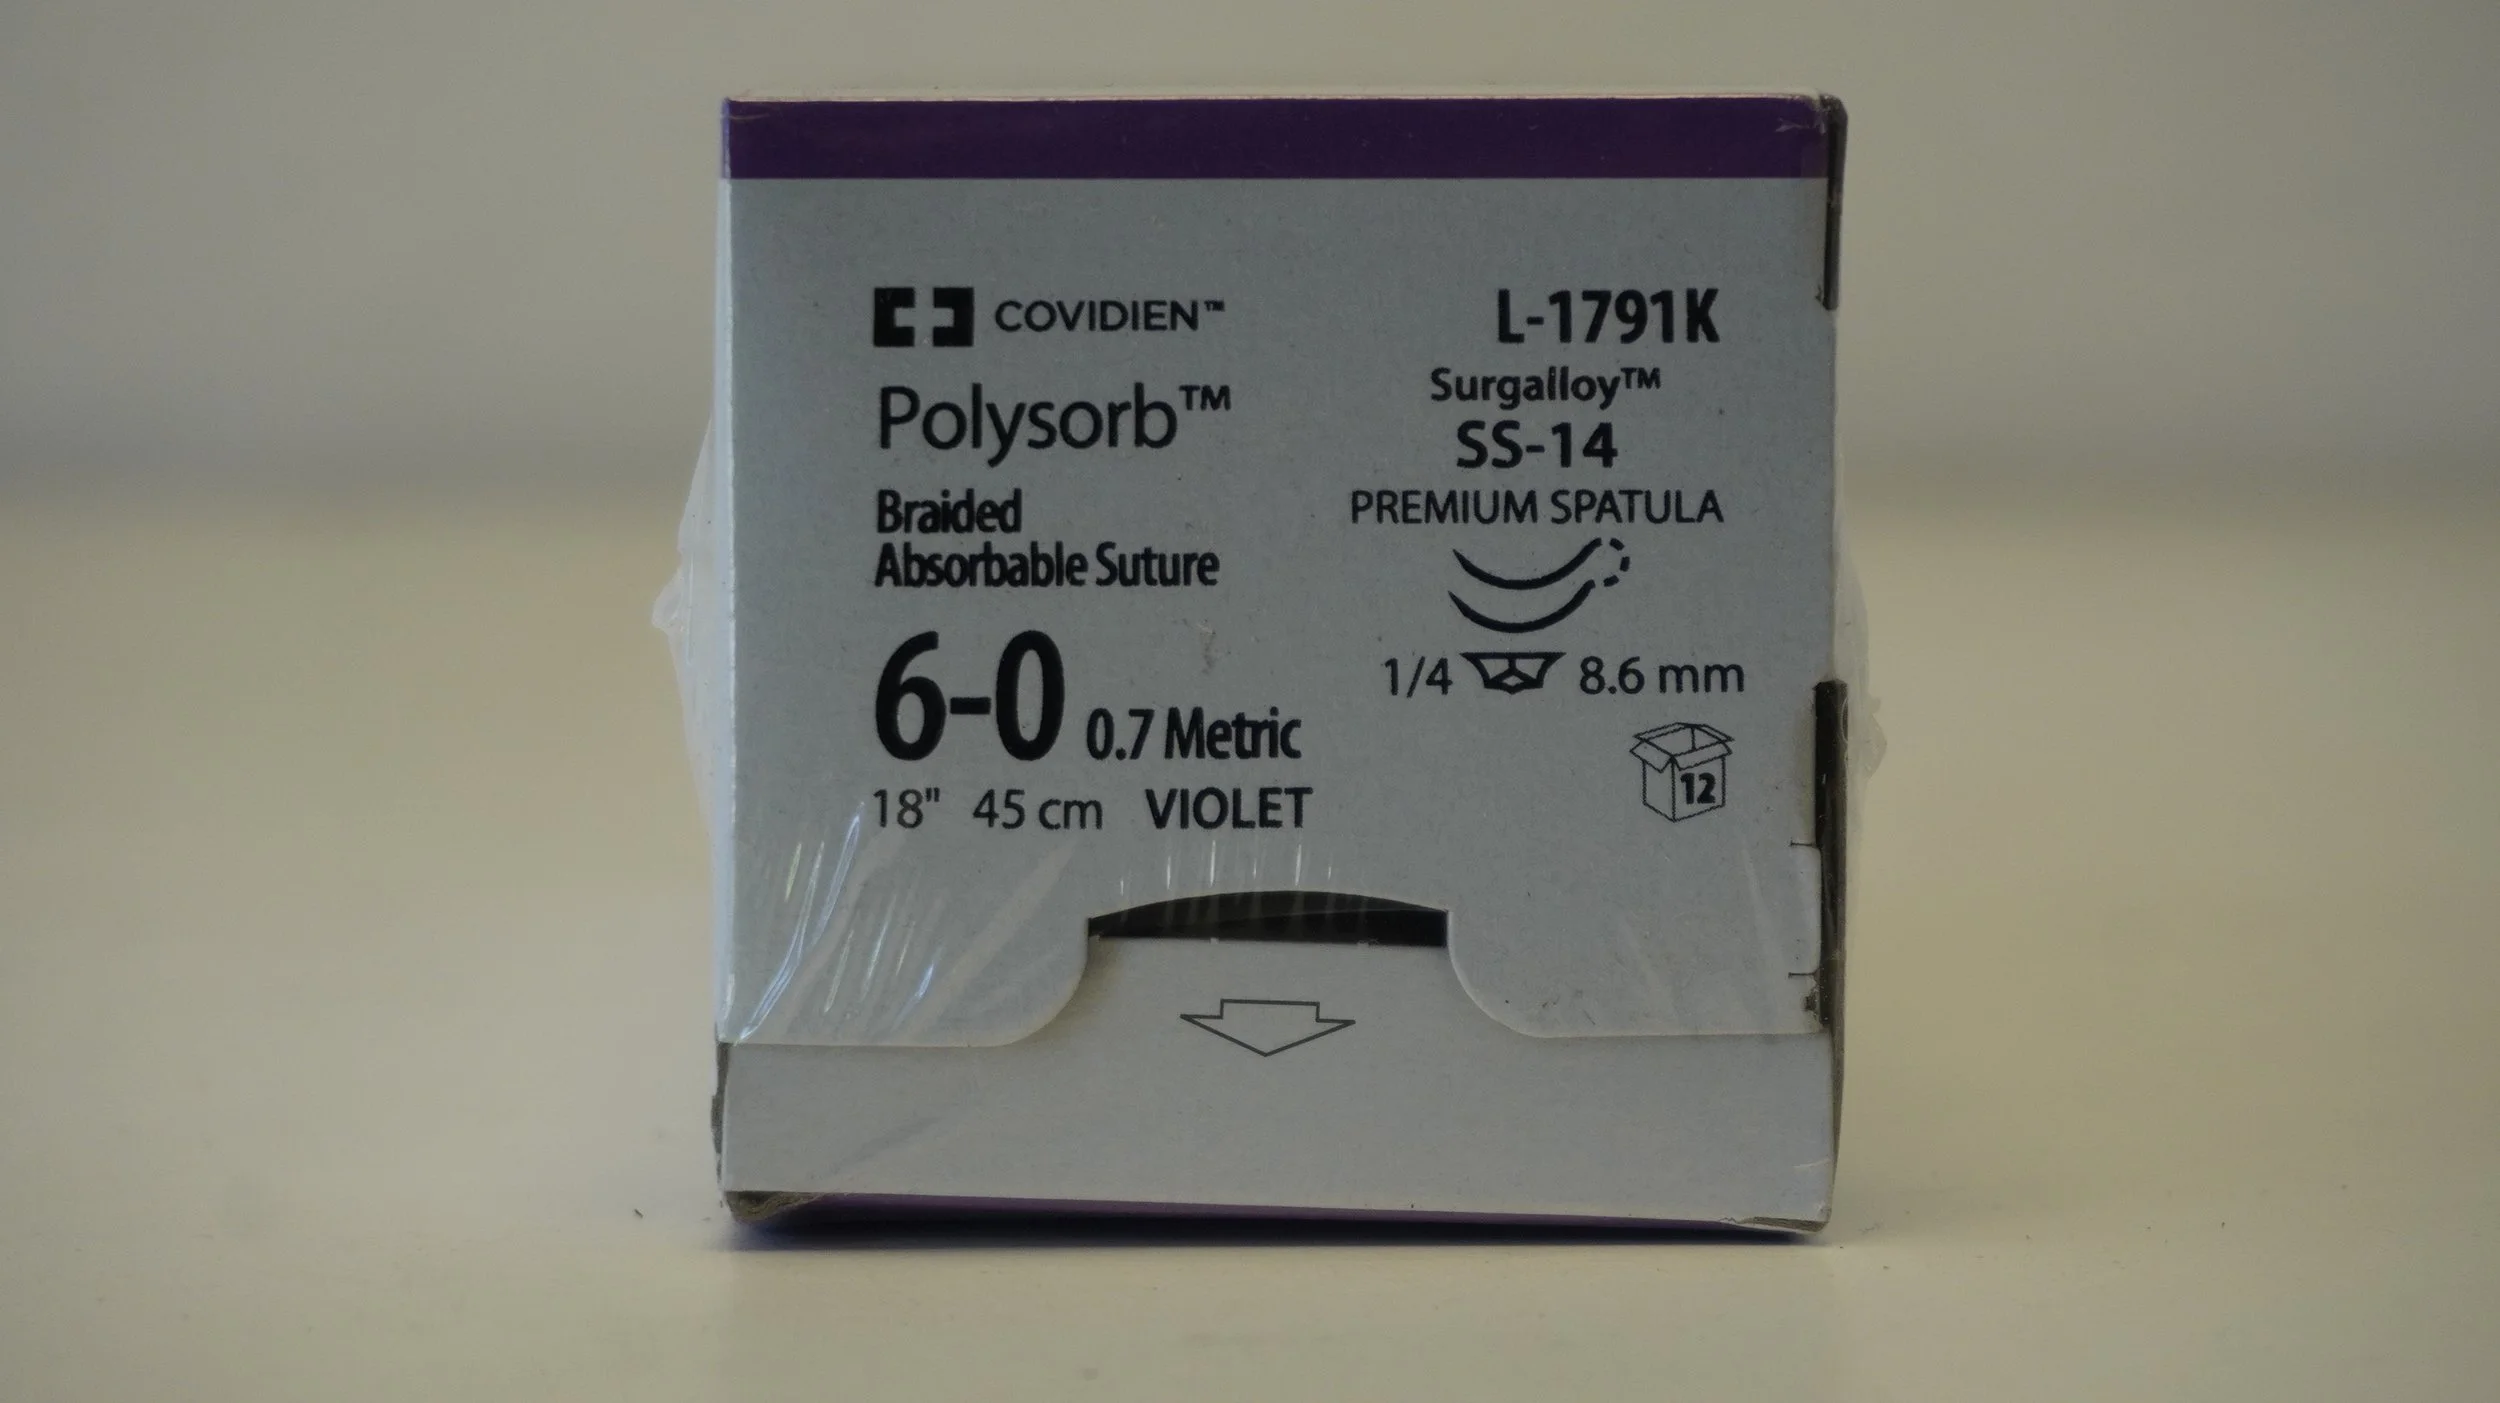 COVIDIEN™
Polysorb™
Braided
Absorbable Suture
6-0 0.7 Metric
18" 45 cm VIOLET
L-1791K
Surgalloy™
SS-14
PREMIUM SPATULA
1/4 8.6 mm
12